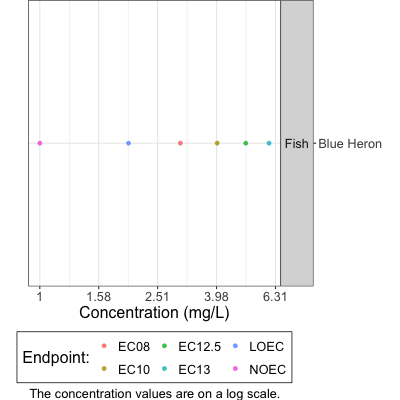 Fish Blue Heron
1 1.58 2.51 3.98 6.31
Concentration (mg/L)
Endpoint: EC08 EC12.5 LOEC
EC10 EC13 NOEC
The concentration values are on a log scale.